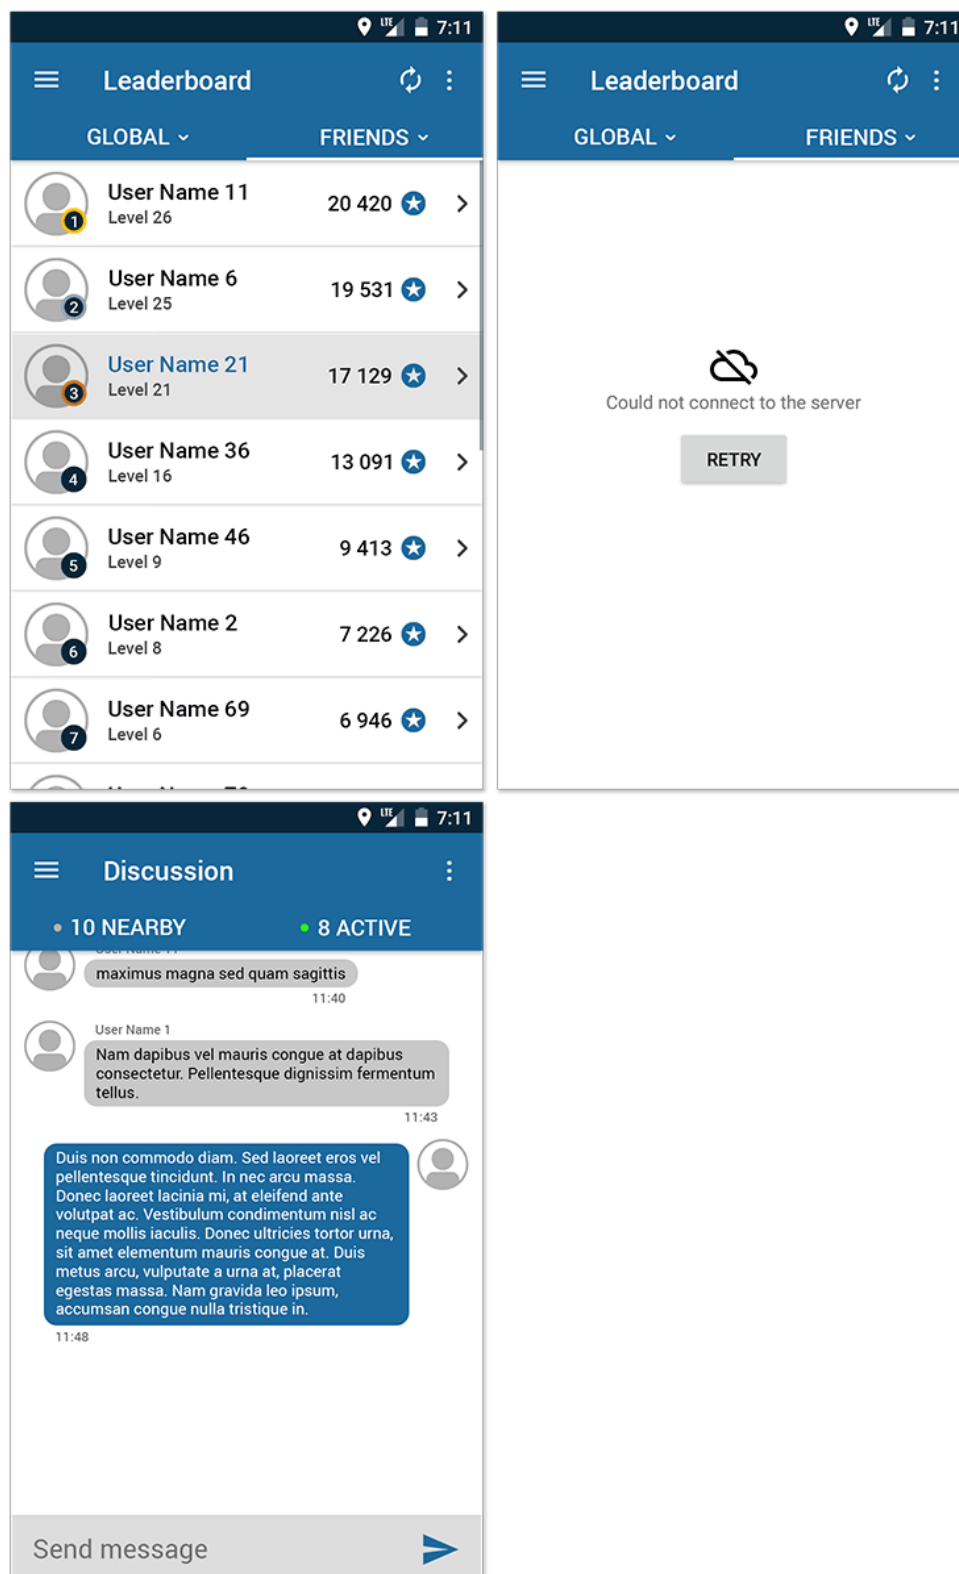 LTE 7:11
Leaderboard
GLOBAL FRIENDS
User Name 11
Level 26
20 420
1
User Name 6
Level 25
19 531
2
User Name 21
Level 21
17 129
3
User Name 36
Level 16
13 091
4
User Name 46
Level 9
9 413
5
User Name 2
Level 8
7 226
6
User Name 69
Level 6
6 946
7
LTE 7:11
Leaderboard
GLOBAL FRIENDS
Could not connect to the server
RETRY
LTE 7:11
Discussion
10 NEARBY 8 ACTIVE
User Name 11
maximus magna sed quam sagittis
11:40
User Name 1
Nam dapibus vel mauris congue at dapibus
consectetur. Pellentesque dignissim fermentum
tellus.
11:43
Duis non commodo diam. Sed laoreet eros vel
pellentesque tincidunt. In nec arcu massa.
Donec laoreet lacinia mi, at eleifend ante
volutpat ac. Vestibulum condimentum nisl ac
neque mollis iaculis. Donec ultricies tortor urna,
sit amet elementum mauris congue at. Duis
metus arcu, vulputate a urna at, placerat
egestas massa. Nam gravida leo ipsum,
accumsan congue nulla tristique in.
11:48
Send message